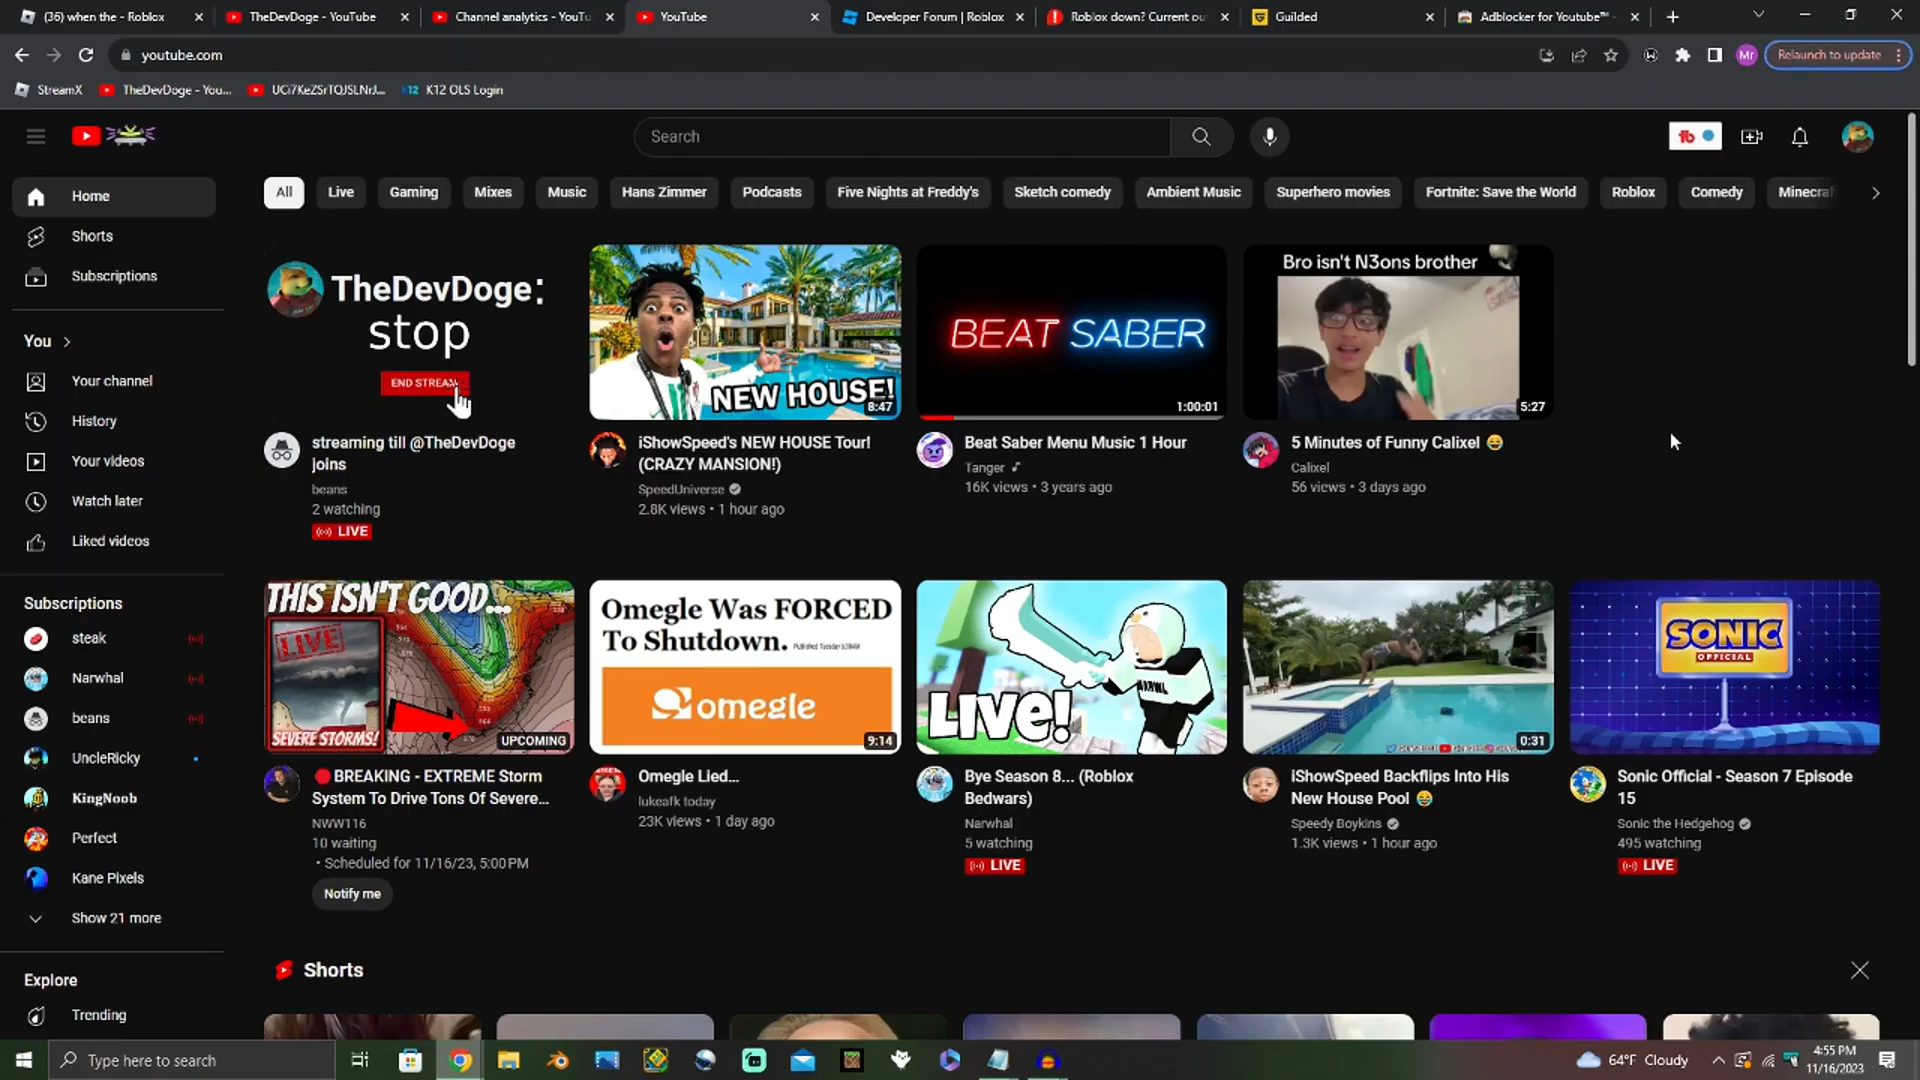 (36) when the - Roblox
TheDevDoge - YouTube
Channel analytics - YouTu
YouTube
Developer Forum | Roblox
Roblox down? Current ou
Guilded
Adblocker for Youtube™ -
youtube.com
Mr
Relaunch to update
StreamX
TheDevDoge - You...
UCi7KeZSrTQJSLNrJ...
K12 OLS Login
Search
All
Live
Gaming
Mixes
Music
Hans Zimmer
Podcasts
Five Nights at Freddy's
Sketch comedy
Ambient Music
Superhero movies
Fortnite: Save the World
Roblox
Comedy
Minecraf
Home
Shorts
Subscriptions
You
Your channel
History
Your videos
Watch later
Liked videos
Subscriptions
steak
Narwhal
beans
UncleRicky
KingNoob
Perfect
Kane Pixels
Show 21 more
Explore
Trending
TheDevDoge:
stop
END STREAM
streaming till @TheDevDoge
joins
beans
2 watching
LIVE
NEW HOUSE!
8:47
iShowSpeed's NEW HOUSE Tour!
(CRAZY MANSION!)
SpeedUniverse
2.8K views • 1 hour ago
BEAT SABER
1:00:01
Beat Saber Menu Music 1 Hour
Tanger
16K views • 3 years ago
Bro isn't N3ons brother
5:27
5 Minutes of Funny Calixel 😂
Calixel
56 views • 3 days ago
THIS ISN'T GOOD...
LIVE
SEVERE STORMS!
UPCOMING
🔴BREAKING - EXTREME Storm
System To Drive Tons Of Severe...
NWW116
10 waiting
• Scheduled for 11/16/23, 5:00 PM
Notify me
Omegle Was FORCED
To Shutdown.
omegle
9:14
Omegle Lied...
lukeafk today
23K views • 1 day ago
LIVE!
Bye Season 8... (Roblox
Bedwars)
Narwhal
5 watching
LIVE
0:31
iShowSpeed Backflips Into His
New House Pool 😂
Speedy Boykins
1.3K views • 1 hour ago
SONIC
OFFICIAL
Sonic Official - Season 7 Episode
15
Sonic the Hedgehog
495 watching
LIVE
Shorts
Type here to search
64°F Cloudy
4:55 PM
11/16/2023